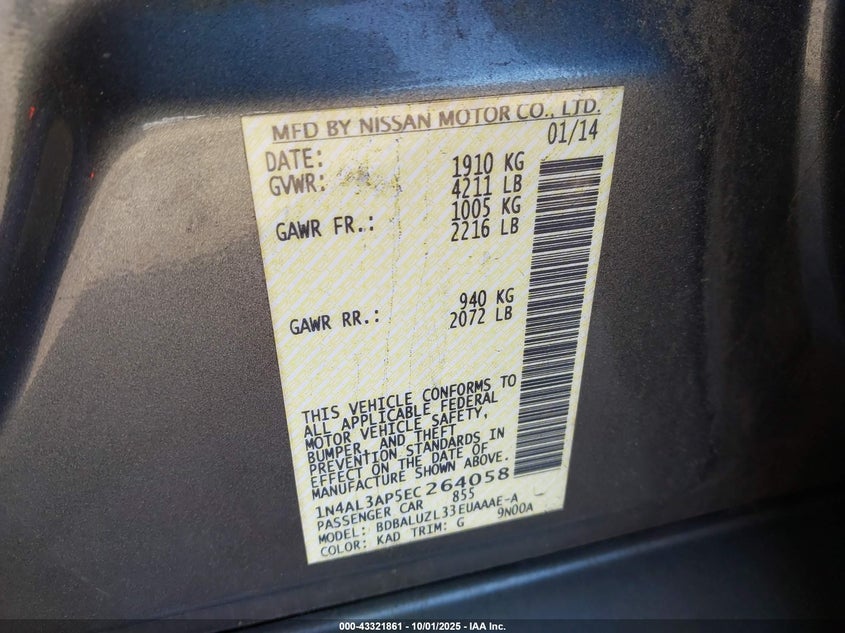 MFD BY NISSAN MOTOR CO., LTD.
DATE: 01/14
GVWR: 1910 KG
4211 LB
GAWR FR.: 1005 KG
2216 LB
GAWR RR.: 940 KG
2072 LB
THIS VEHICLE CONFORMS TO
ALL APPLICABLE FEDERAL
MOTOR VEHICLE SAFETY,
BUMPER, AND THEFT
PREVENTION STANDARDS IN
EFFECT ON THE DATE OF
MANUFACTURE SHOWN ABOVE.
1N4AL3AP5EC264058
PASSENGER CAR 855
MODEL: BDBALUZL33EUAAAE-A
COLOR: KAD TRIM: G 9N00A
000-43321861 - 10/01/2025 - IAA Inc.